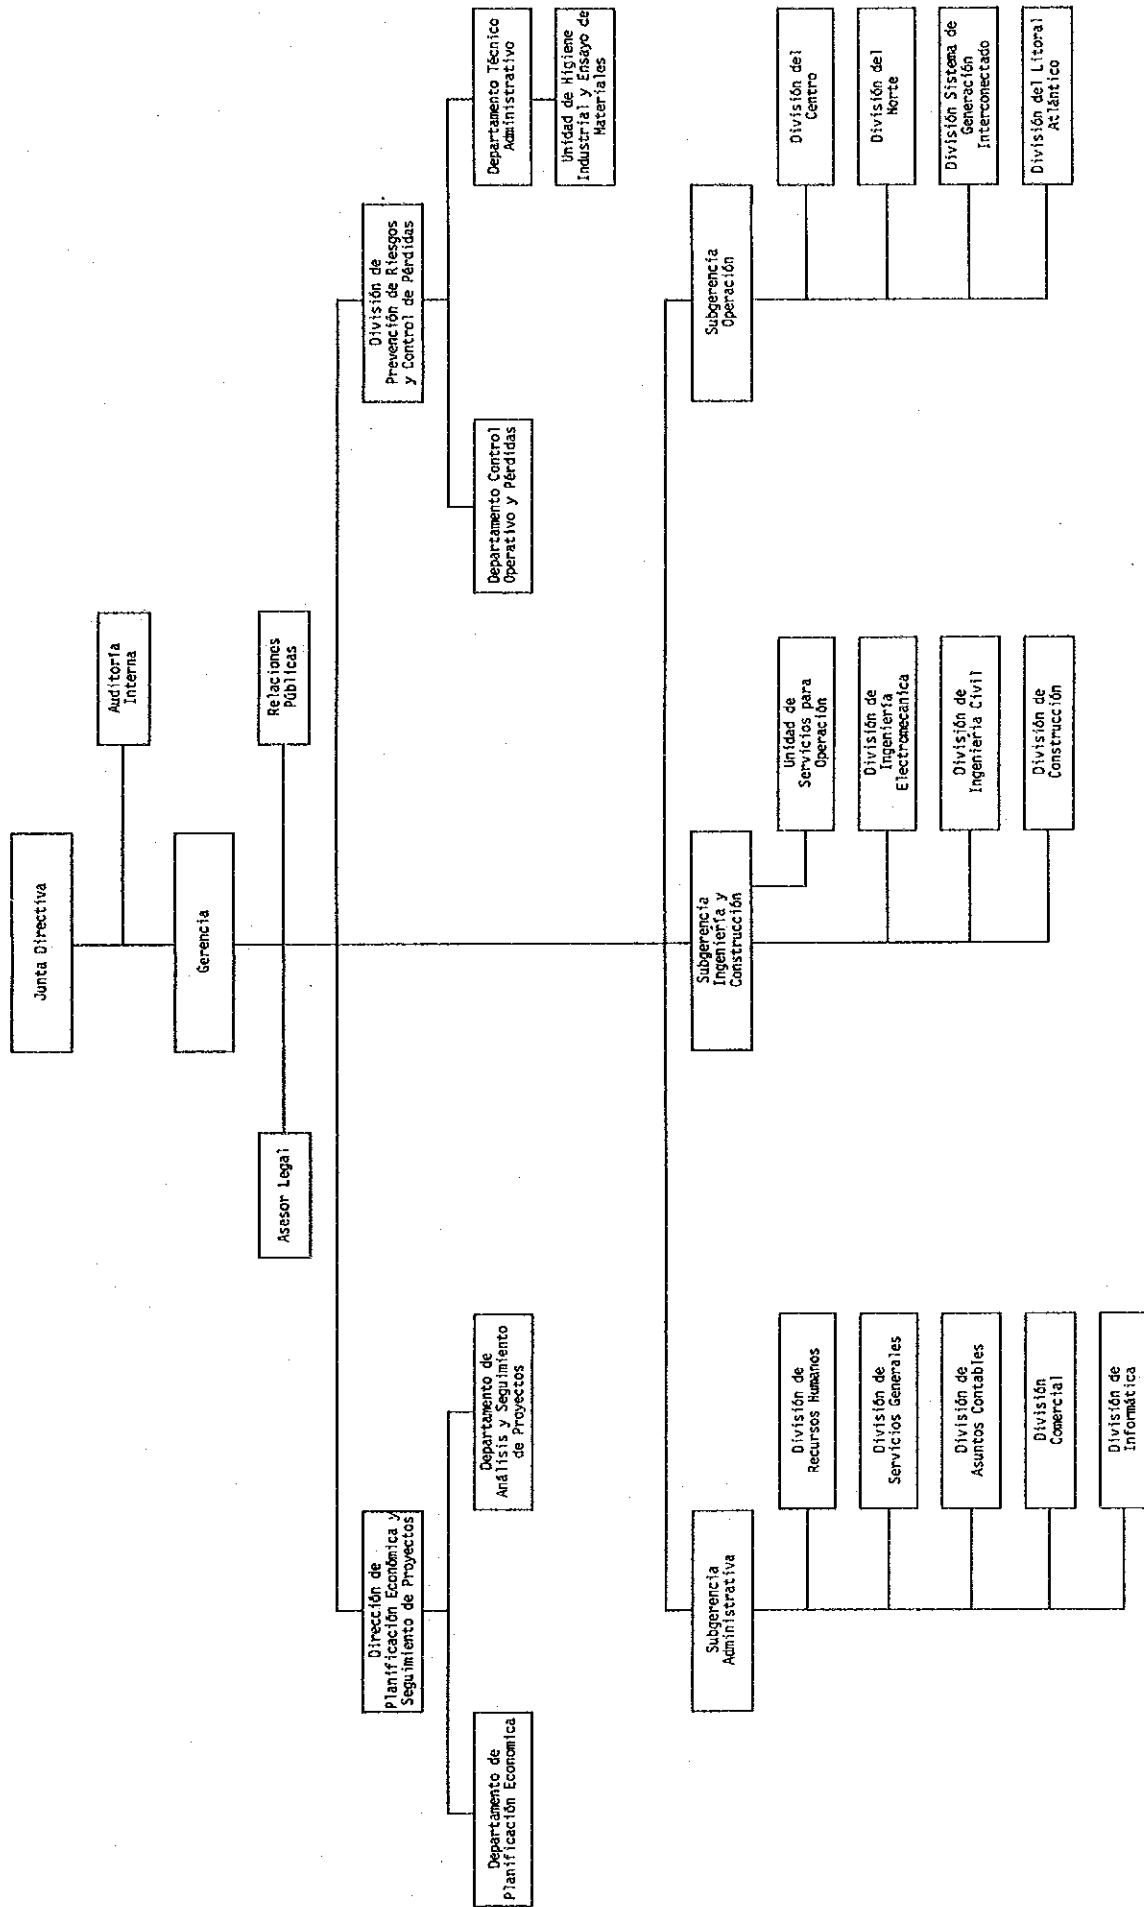 Junta Directiva
Auditoría
Interna
Gerencia
Asesor Legal
Relaciones
Públicas
Dirección de
Planificación Económica y
Seguimiento de Proyectos
División de
Prevención de Riesgos
y Control de Pérdidas
Departamento de
Planificación Economica
Departamento de
Análisis y Seguimiento
de Proyectos
Departamento Control
Operativo y Pérdidas
Departamento Técnico
Administrativo
Unidad de Higiene
Industrial y Ensayo de
Materiales
Subgerencia
Administrativa
Subgerencia
Ingeniería y
Construcción
Subgerencia
Operación
División de
Recursos Humanos
División de
Servicios Generales
División de
Asuntos Contables
División
Comercial
División de
Informática
Unidad de
Servicios para
Operación
División de
Ingeniería
Electromecanica
División de
Ingeniería Civil
División de
Construcción
División del
Centro
División del
Norte
División Sistema de
Generación
Interconectado
División del Litoral
Atlántico